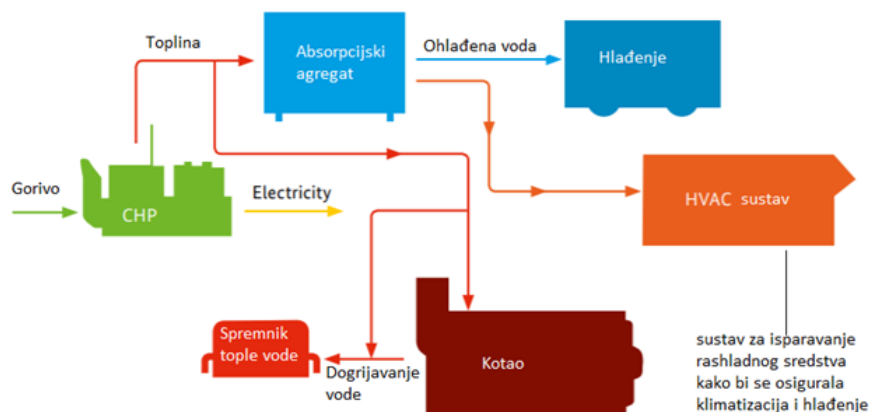 Toplina
Absorpcijski
agregat
Ohlađena voda
Hlađenje
Gorivo
CHP
Electricity
HVAC sustav
Spremnik
tople vode
Dogrijavanje
vode
Kotao
sustav za isparavanje
rashladnog sredstva
kako bi se osigurala
klimatizacija i hlađenje